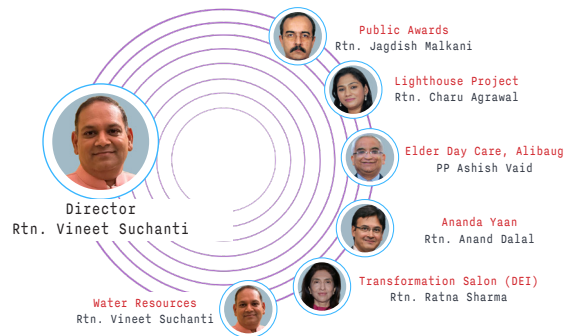 Public Awards
Rtn. Jagdish Malkani
Lighthouse Project
Rtn. Charu Agrawal
Elder Day Care, Alibaug
PP Ashish Vaid
Director
Rtn. Vineet Suchanti
Ananda Yaan
Rtn. Anand Dalal
Transformation Salon (DEI)
Rtn. Ratna Sharma
Water Resources
Rtn. Vineet Suchanti